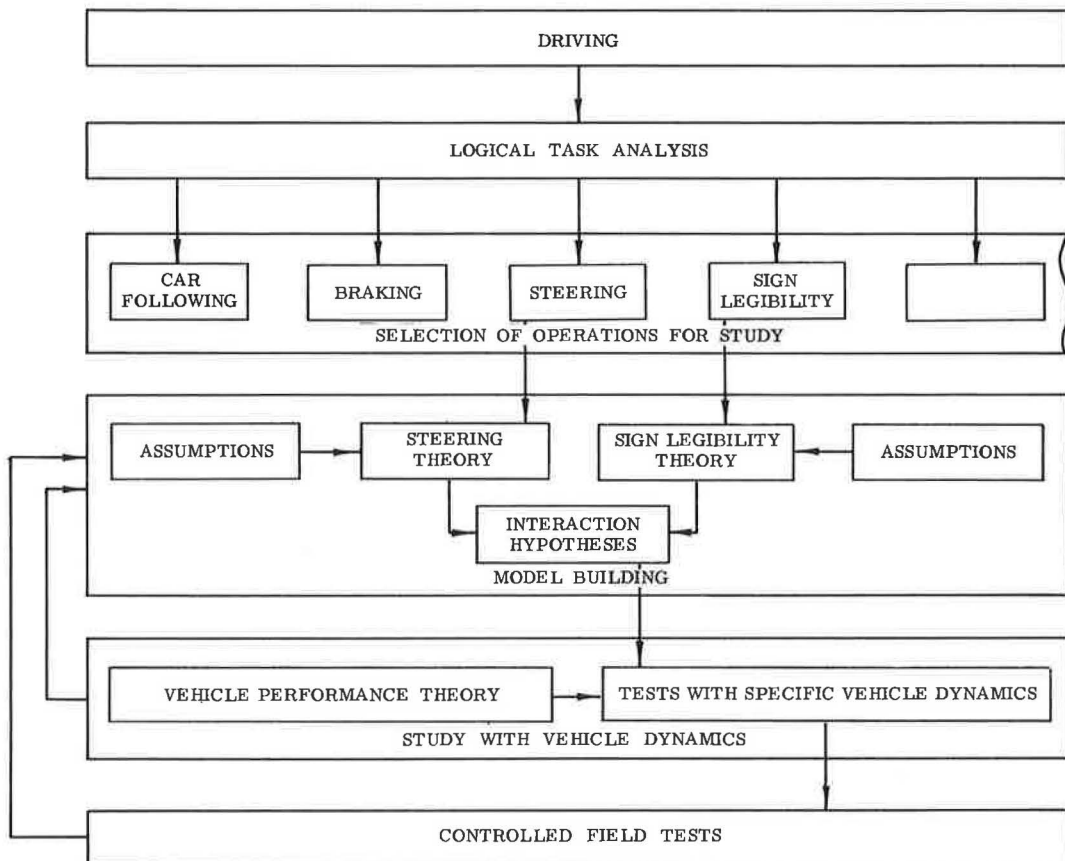 DRIVING
LOGICAL TASK ANALYSIS
CAR
FOLLOWING
BRAKING
STEERING
SIGN
LEGIBILITY
SELECTION OF OPERATIONS FOR STUDY
ASSUMPTIONS
STEERING
THEORY
SIGN LEGIBILITY
THEORY
ASSUMPTIONS
INTERACTION
HYPOTHESES
MODEL BUILDING
VEHICLE PERFORMANCE THEORY
TESTS WITH SPECIFIC VEHICLE DYNAMICS
STUDY WITH VEHICLE DYNAMICS
CONTROLLED FIELD TESTS